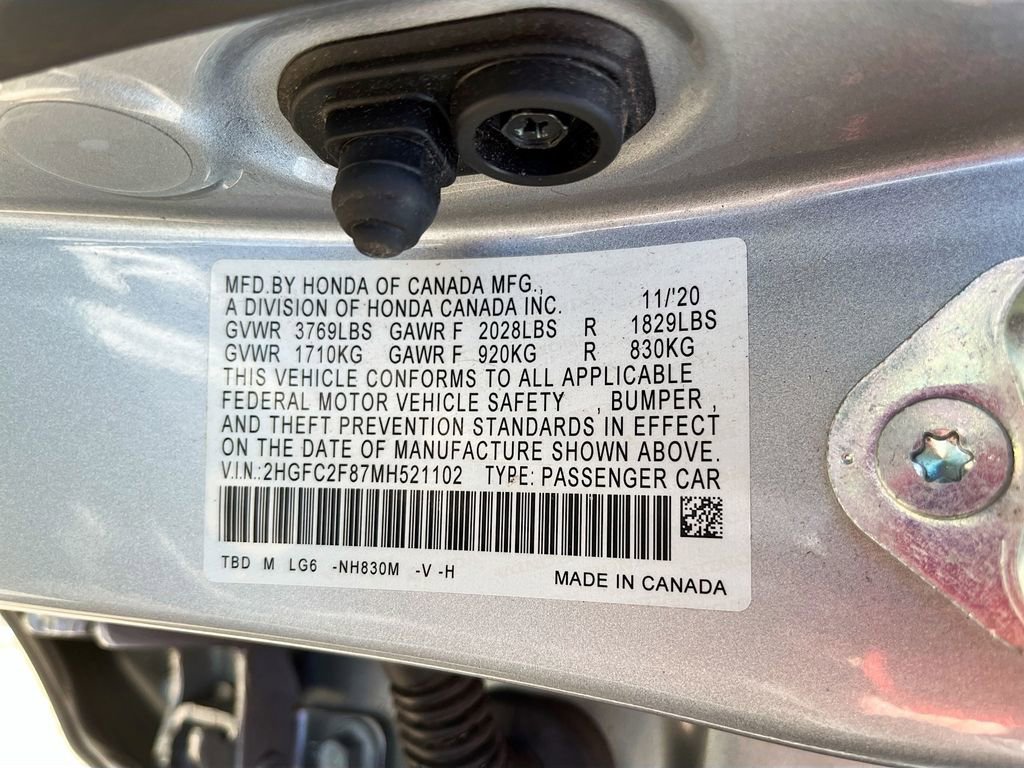 MFD.BY HONDA OF CANADA MFG.,
A DIVISION OF HONDA CANADA INC. 11/'20
GVWR 3769LBS GAWR F 2028LBS R 1829LBS
GVWR 1710KG GAWR F 920KG R 830KG
THIS VEHICLE CONFORMS TO ALL APPLICABLE
FEDERAL MOTOR VEHICLE SAFETY , BUMPER ,
AND THEFT PREVENTION STANDARDS IN EFFECT
ON THE DATE OF MANUFACTURE SHOWN ABOVE.
V.I.N.:2HGFC2F87MH521102 TYPE: PASSENGER CAR
TBD M LG6 -NH830M -V -H
MADE IN CANADA